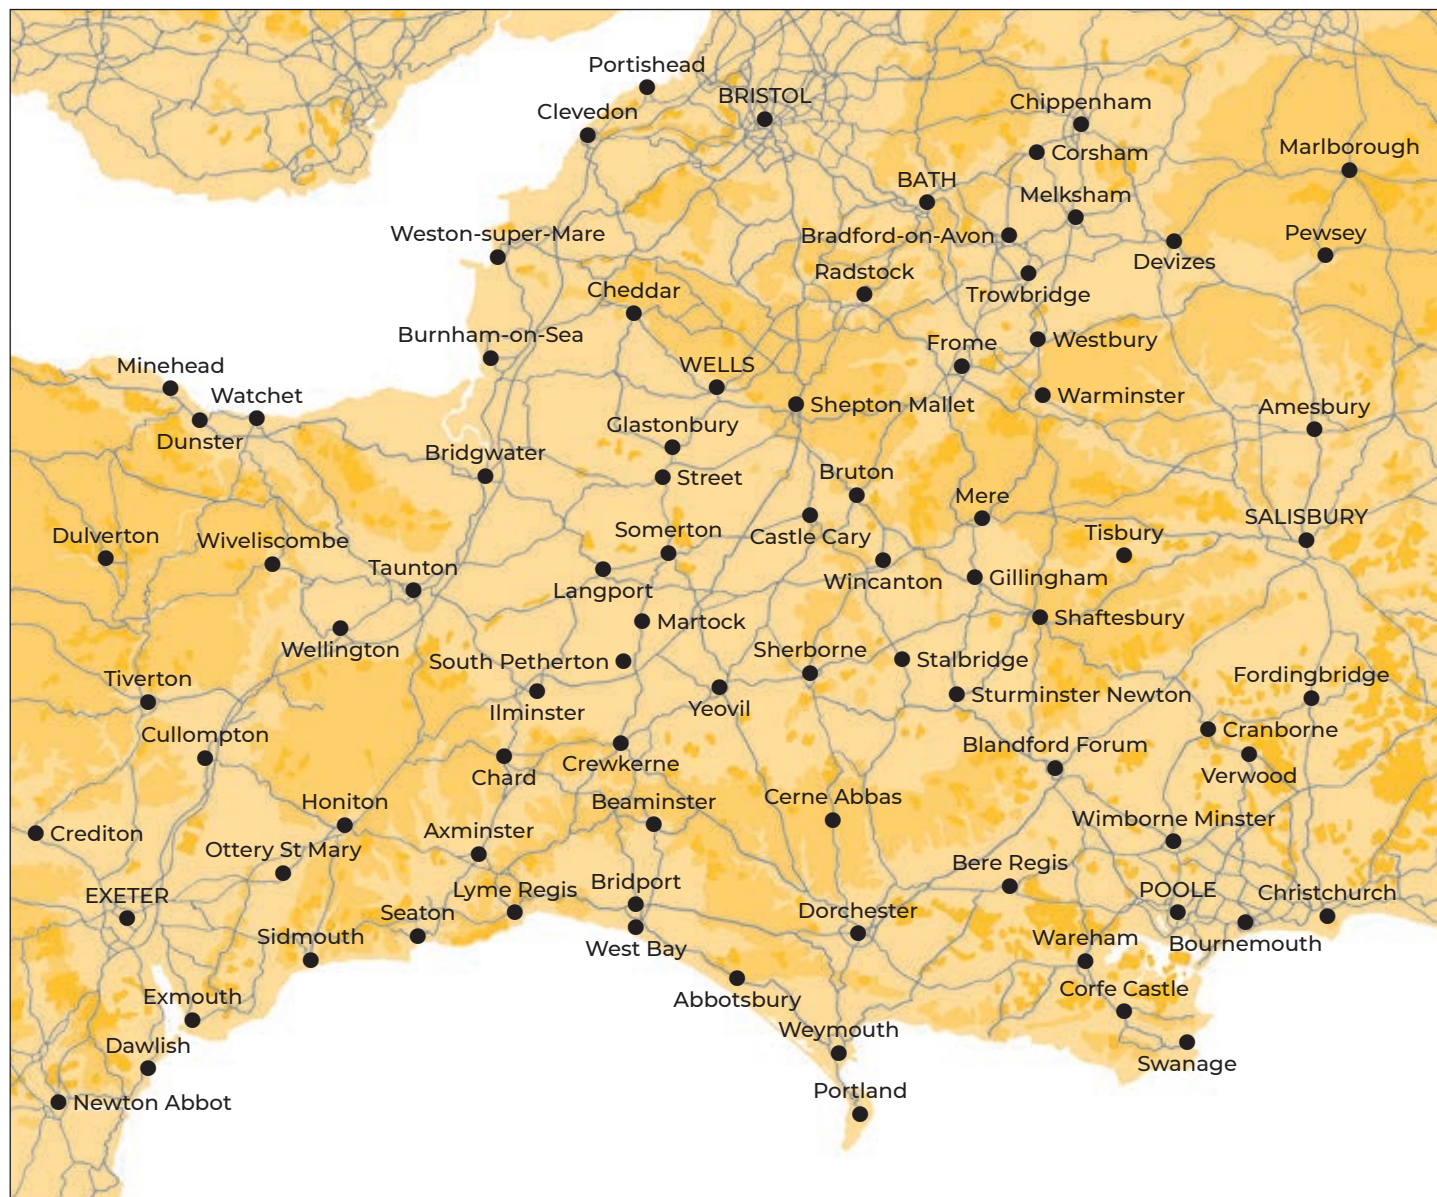 Portishead
BRISTOL
Clevedon
Chippenham
Corsham
Marlborough
BATH
Melksham
Weston-super-Mare
Bradford-on-Avon
Pewsey
Devizes
Radstock
Cheddar
Trowbridge
Burnham-on-Sea
Frome
Westbury
Minehead
WELLS
Watchet
Warminster
Shepton Mallet
Amesbury
Dunster
Glastonbury
Bridgwater
Street
Bruton
Mere
SALISBURY
Dulverton
Wiveliscombe
Somerton
Castle Cary
Tisbury
Taunton
Langport
Wincanton
Gillingham
Martock
Shaftesbury
Wellington
South Petherton
Sherborne
Stalbridge
Tiverton
Fordingbridge
Ilminster
Yeovil
Sturminster Newton
Cullompton
Cranborne
Blandford Forum
Crewkerne
Chard
Verwood
Honiton
Beaminster
Cerne Abbas
Wimborne Minster
Crediton
Axminster
Ottery St Mary
Bere Regis
EXETER
Lyme Regis
Bridport
POOLE
Christchurch
Seaton
Dorchester
Sidmouth
West Bay
Wareham
Bournemouth
Exmouth
Abbotsbury
Corfe Castle
Weymouth
Dawlish
Swanage
Portland
Newton Abbot